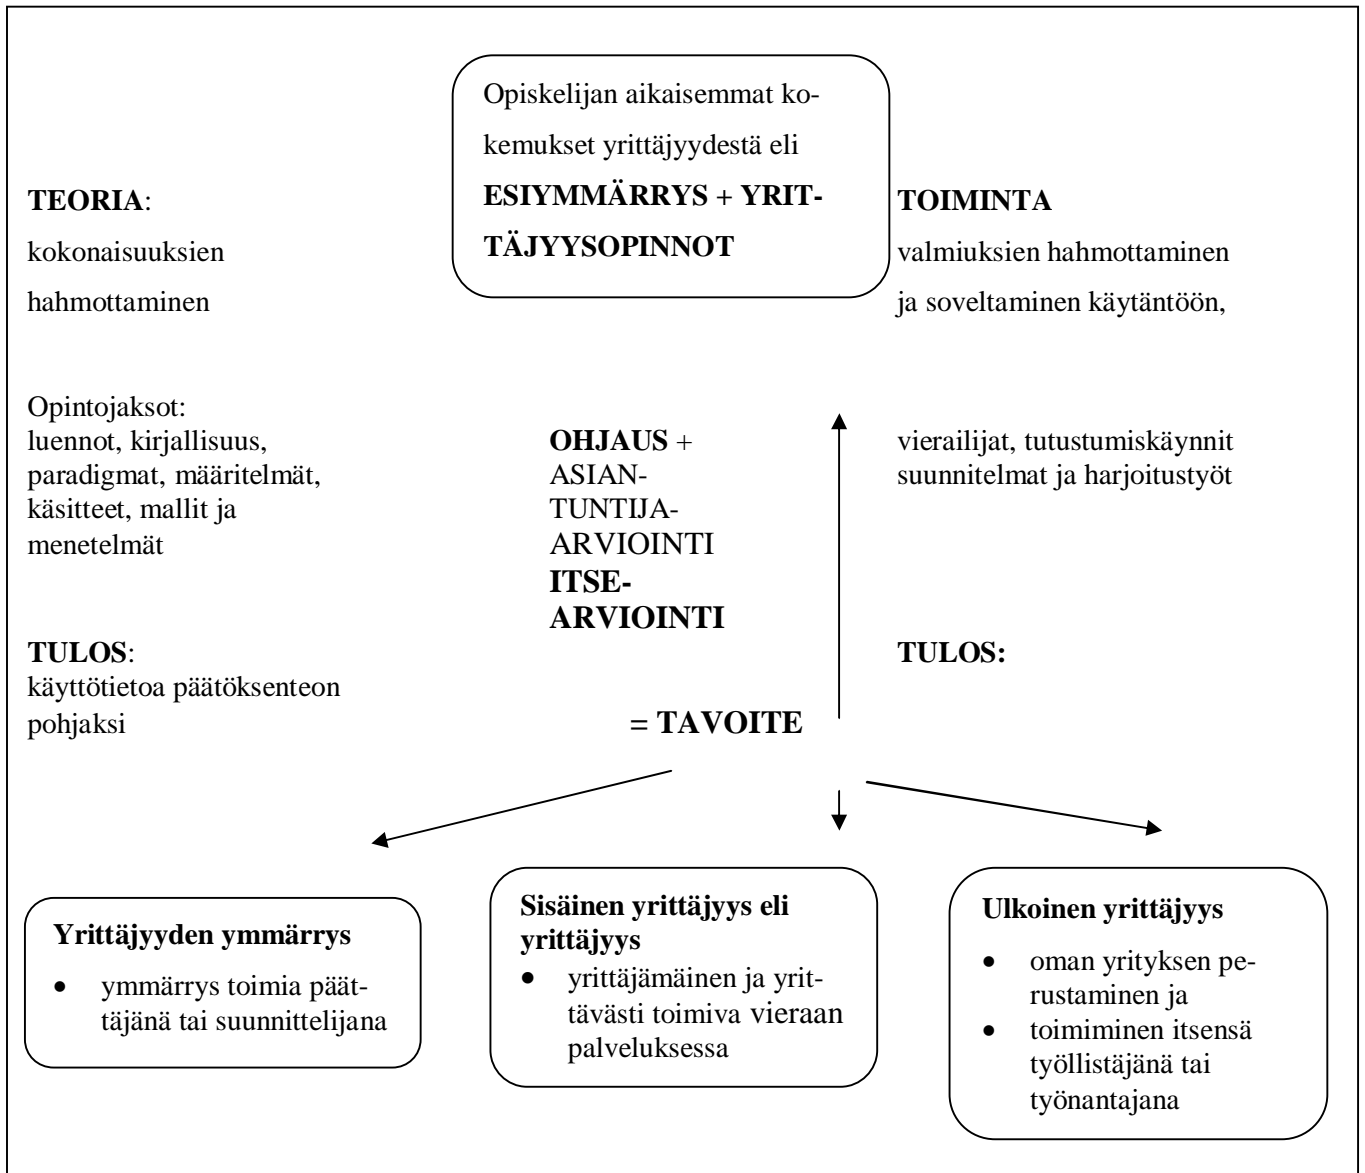 Opiskelijan aikaisemmat ko-
kemukset yrittäjyydestä eli
ESIYMMÄRRYS + YRIT-
TÄJYYSOPINNOT
TEORIA:
kokonaisuuksien
hahmottaminen
TOIMINTA
valmiuksien hahmottaminen
ja soveltaminen käytäntöön,
Opintojaksot:
luennot, kirjallisuus,
paradigmat, määritelmät,
käsitteet, mallit ja
menetelmät
OHJAUS +
ASIAN-
TUNTIJA-
ARVIOINTI
ITSE-
ARVIOINTI
vierailijat, tutustumiskäynnit
suunnitelmat ja harjoitustyöt
TULOS:
käyttötietoa päätöksenteon
pohjaksi
= TAVOITE
TULOS:
Yrittäjyyden ymmärrys
• ymmärrys toimia päät-
täjänä tai suunnittelijana
Sisäinen yrittäjyys eli
yrittäjyys
• yrittäjämäinen ja yrit-
tävästi toimiva vieraan
palveluksessa
Ulkoinen yrittäjyys
• oman yrityksen pe-
rustaminen ja
• toimiminen itsensä
työllistäjänä tai
työnantajana